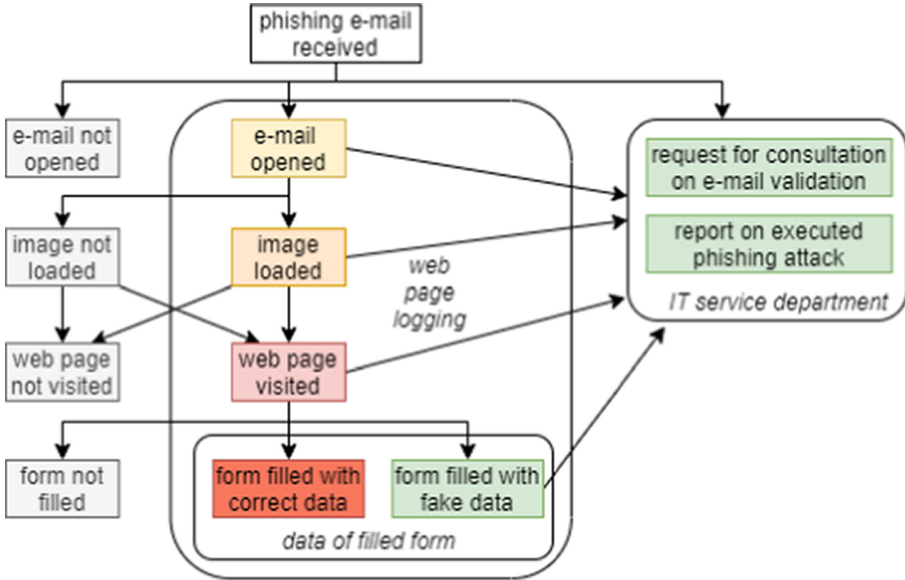 phishing e-mail
received
e-mail not
opened
e-mail
opened
request for consultation
on e-mail validation
report on executed
phishing attack
IT service department
image not
loaded
image
loaded
web
page
logging
web page
not visited
web page
visited
form not
filled
form filled with
correct data
form filled with
fake data
data of filled form